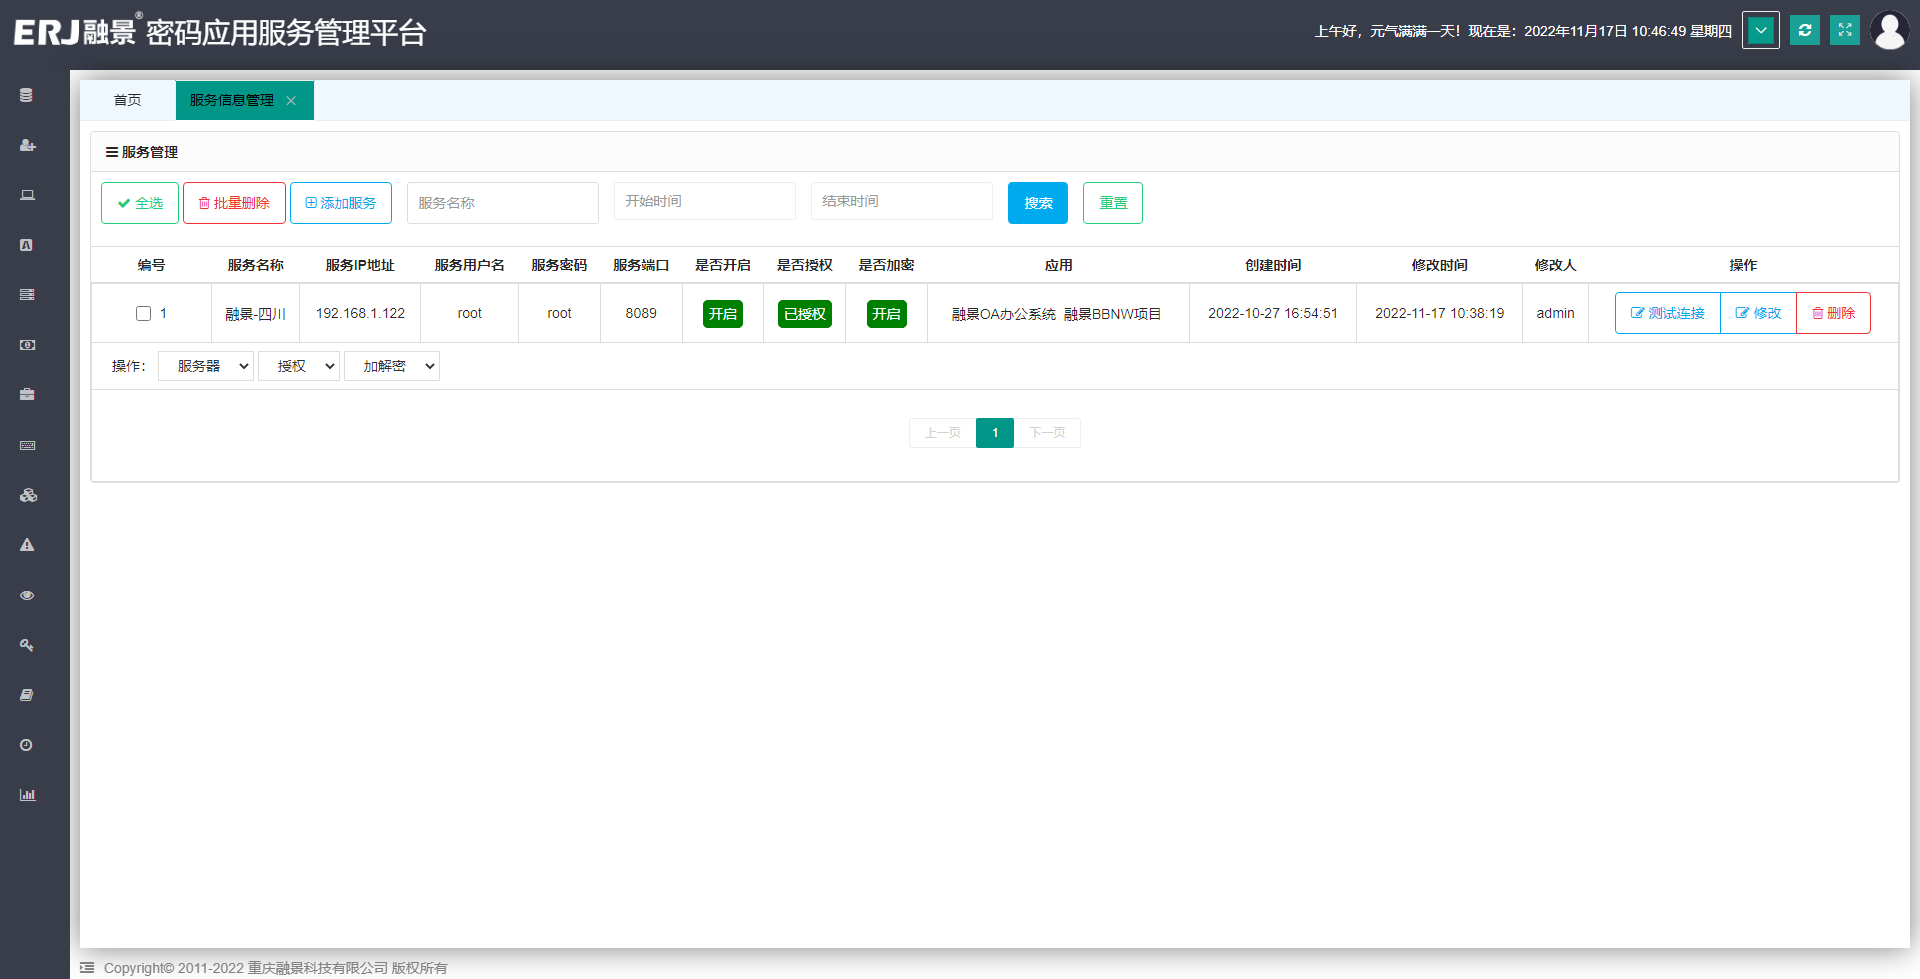 ERJ融景® 密码应用服务管理平台
上午好，元气满满一天！现在是：2022年11月17日 10:46:49 星期四
首页 服务信息管理
服务管理
全选 批量删除 添加服务 服务名称 开始时间 结束时间 搜索 重置
编号 服务名称 服务IP地址 服务用户名 服务密码 服务端口 是否开启 是否授权 是否加密 应用 创建时间 修改时间 修改人 操作
1 融景-四川 192.168.1.122 root root 8089 开启 已授权 开启 融景OA办公系统 融景BBNW项目 2022-10-27 16:54:51 2022-11-17 10:38:19 admin 测试连接 修改 删除
操作： 服务器 授权 加解密
上一页 1 下一页
Copyright© 2011-2022 重庆融景科技有限公司 版权所有